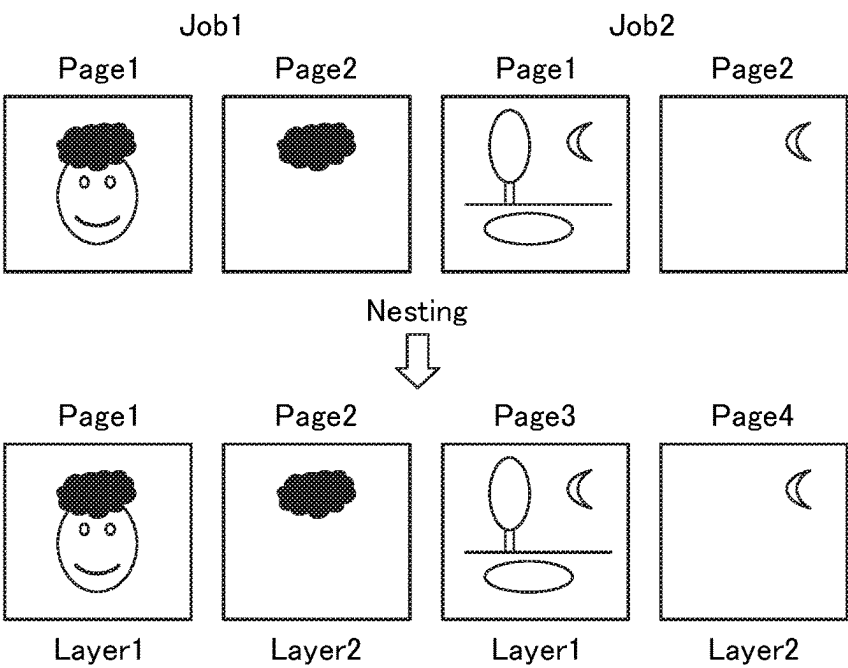 Job1 Job2
Page1 Page2 Page1 Page2
Nesting
Page1 Page2 Page3 Page4
Layer1 Layer2 Layer1 Layer2